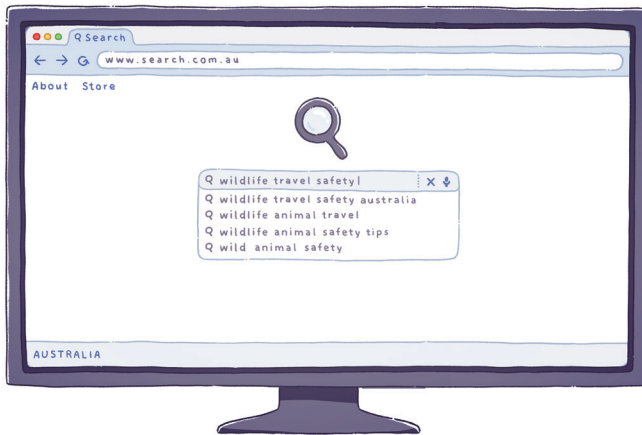 Search
www.search.com.au
About Store
wildlife travel safety
wildlife travel safety australia
wildlife animal travel
wildlife animal safety tips
wild animal safety
AUSTRALIA